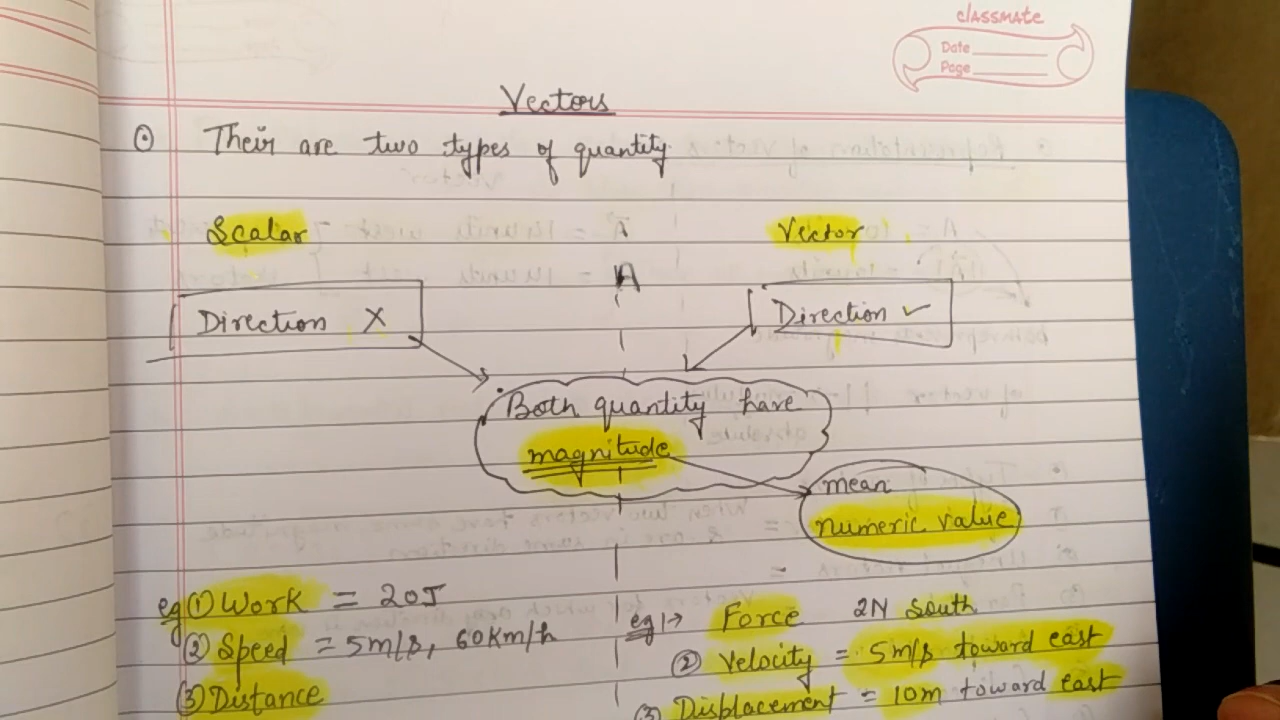 classmate
Date
Page
Vectors
Their are two types of quantity
Scalar
Vector
Direction X
Direction ✓
Both quantity have
magnitude
mean
numeric value
eg ① Work = 20J
② Speed = 5m/s, 60Km/h
③ Distance
eg1→ Force 2N South
② Velocity = 5m/s toward east
③ Displacement = 10m toward east